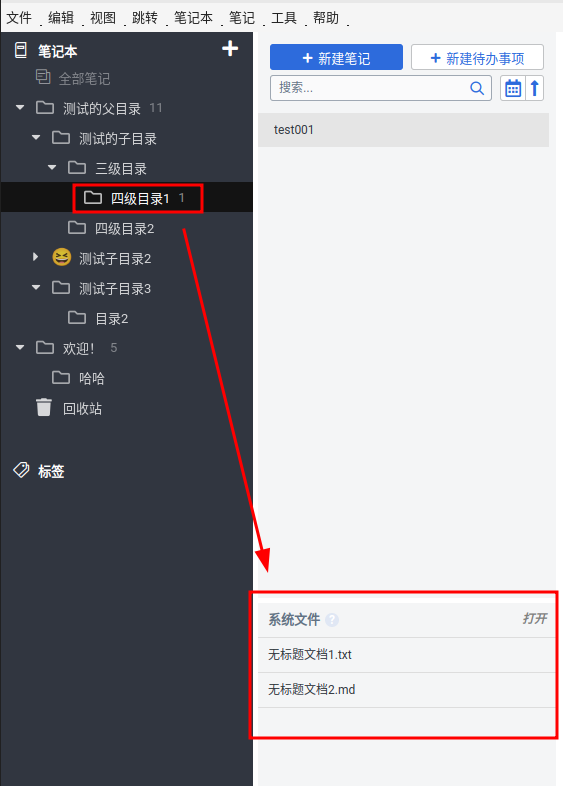 文件 编辑 视图 跳转 笔记本 笔记 工具 帮助
笔记本
全部笔记
测试的父目录 11
测试的子目录
三级目录
四级目录1 1
四级目录2
测试子目录2
测试子目录3
目录2
欢迎! 5
哈哈
回收站
标签
+ 新建笔记
+ 新建待办事项
搜索...
test001
系统文件 ?
打开
无标题文档1.txt
无标题文档2.md